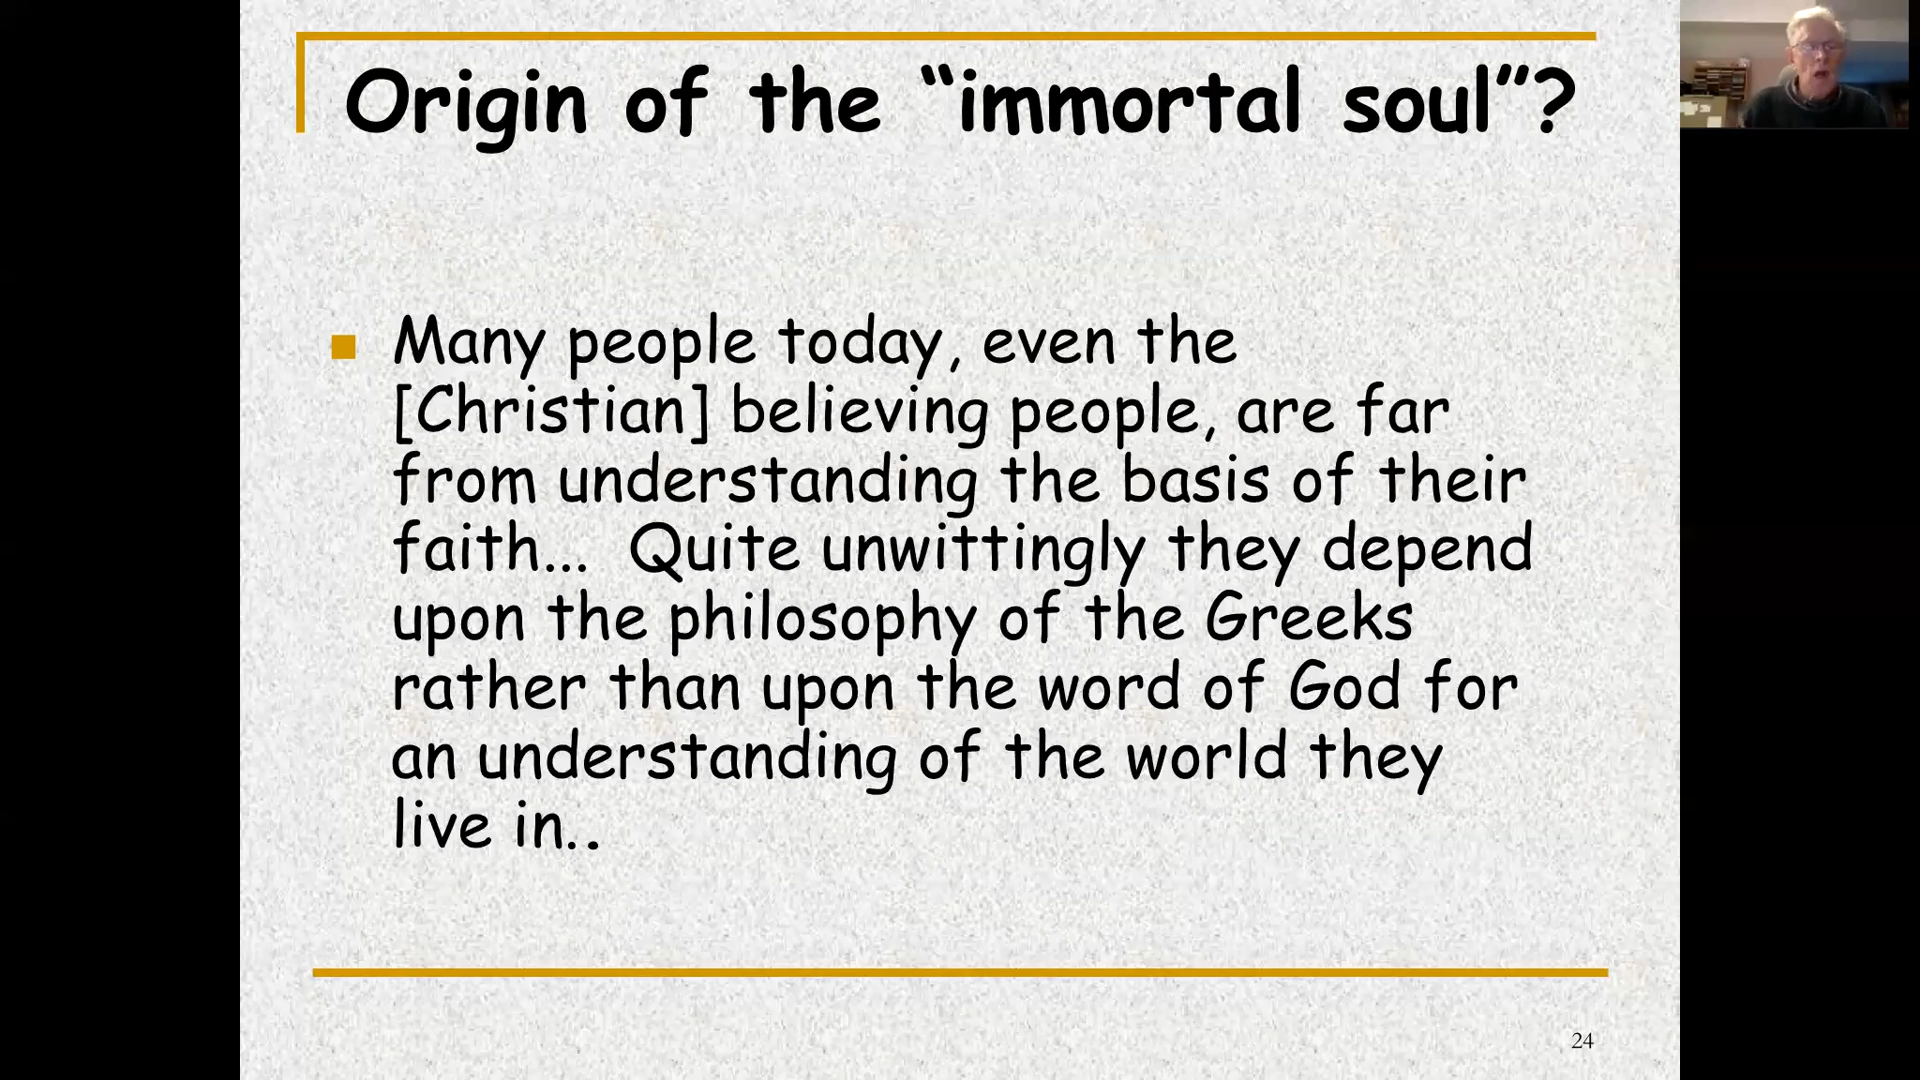 Origin of the “immortal soul”?
Many people today, even the
[Christian] believing people, are far
from understanding the basis of their
faith... Quite unwittingly they depend
upon the philosophy of the Greeks
rather than upon the word of God for
an understanding of the world they
live in..
24